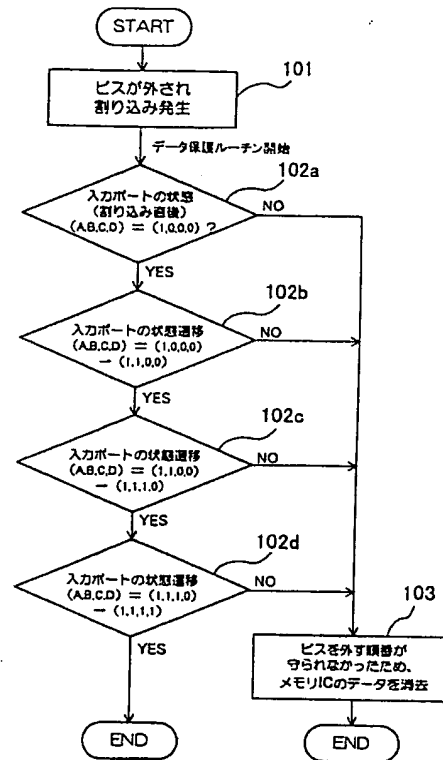 START
101
ビスが外され
割り込み発生
データ保護ルーチン開始
102a
入力ポートの状態
(割り込み直後)
(A,B,C,D) = (1,0,0,0) ?
NO
YES
102b
入力ポートの状態遷移
(A,B,C,D) = (1,0,0,0)
— (1,1,0,0)
NO
YES
102c
入力ポートの状態遷移
(A,B,C,D) = (1,1,0,0)
— (1,1,1,0)
NO
YES
102d
入力ポートの状態遷移
(A,B,C,D) = (1,1,1,0)
— (1,1,1,1)
NO
YES
103
ビスを外す順番が
守られなかったため、
メモリICのデータを消去
END
END